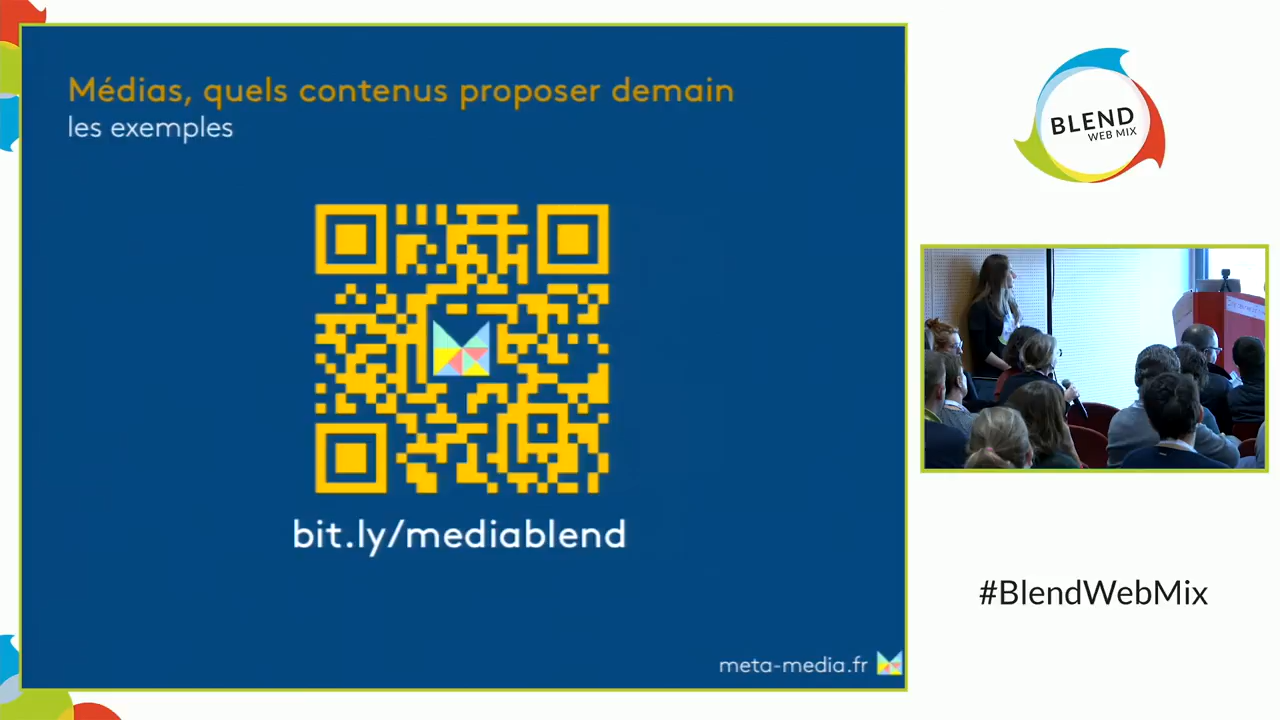 Médias, quels contenus proposer demain
les exemples
bit.ly/mediablend
meta-media.fr
BLEND
WEB MIX
#BlendWebMix